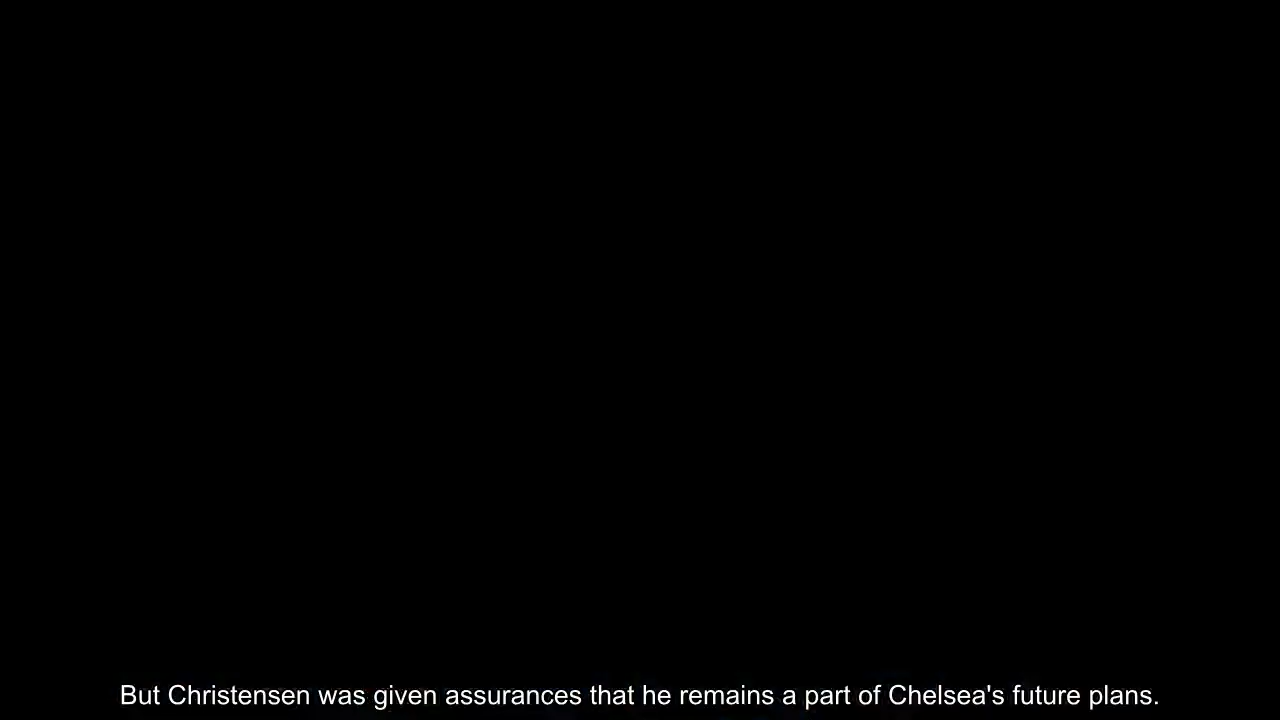 But Christensen was given assurances that he remains a part of Chelsea's future plans.